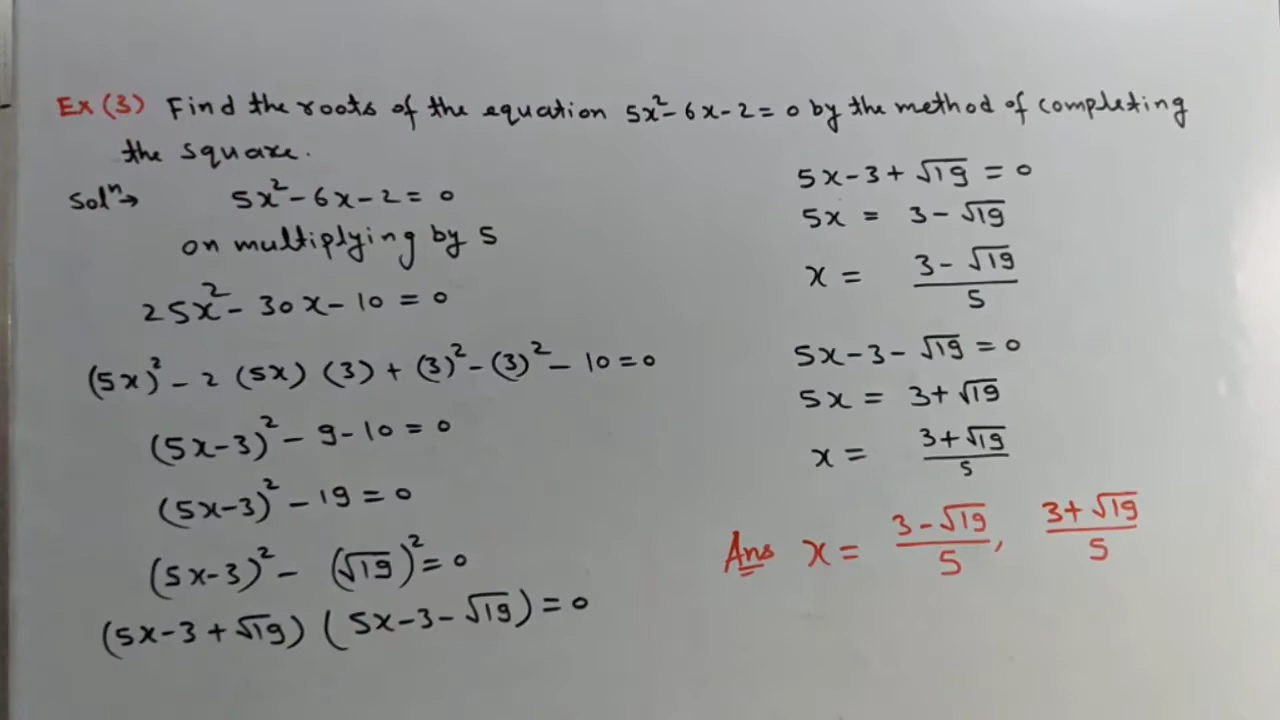 Ex (3) Find the roots of the equation 5x² - 6x - 2 = 0 by the method of completing
the square.
Solⁿ→ 5x² - 6x - 2 = 0
on multiplying by 5
25x² - 30x - 10 = 0
(5x)² - 2 (5x) (3) + (3)² - (3)² - 10 = 0
(5x-3)² - 9 - 10 = 0
(5x-3)² - 19 = 0
(5x-3)² - (√19)² = 0
(5x-3+√19) (5x-3-√19) = 0
5x-3+√19 = 0
5x = 3-√19
x = (3-√19)/5
5x-3-√19 = 0
5x = 3+√19
x = (3+√19)/5
Ans x = (3-√19)/5, (3+√19)/5